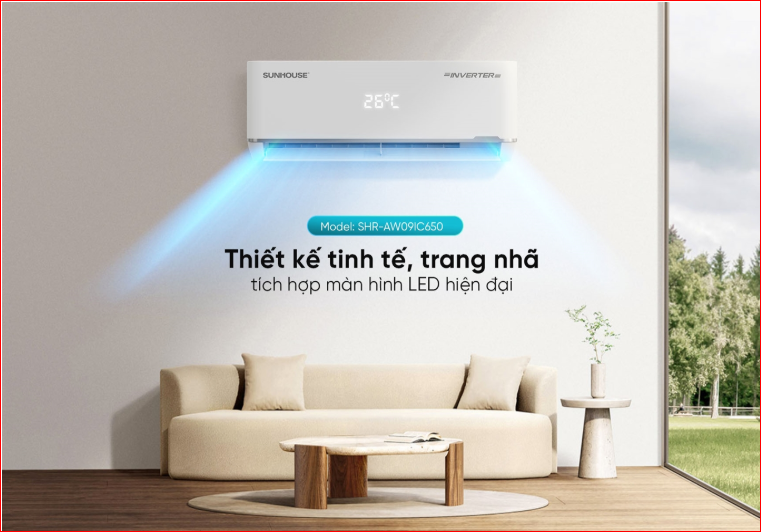 SUNHOUSE
INVERTER
26°C
Model: SHR-AW09IC650
Thiết kế tinh tế, trang nhã
tích hợp màn hình LED hiện đại